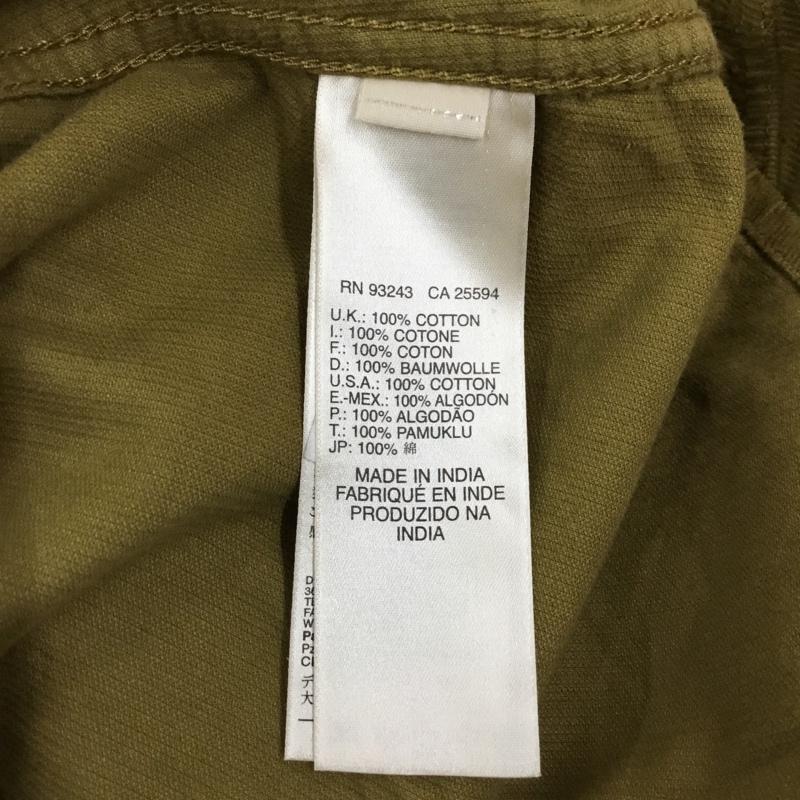 RN 93243 CA 25594
U.K.: 100% COTTON
I.: 100% COTONE
F.: 100% COTON
D.: 100% BAUMWOLLE
U.S.A.: 100% COTTON
E.-MEX.: 100% ALGODÓN
P.: 100% ALGODÃO
T.: 100% PAMUKLU
JP: 100% 綿
MADE IN INDIA
FABRIQUÉ EN INDE
PRODUZIDO NA
INDIA